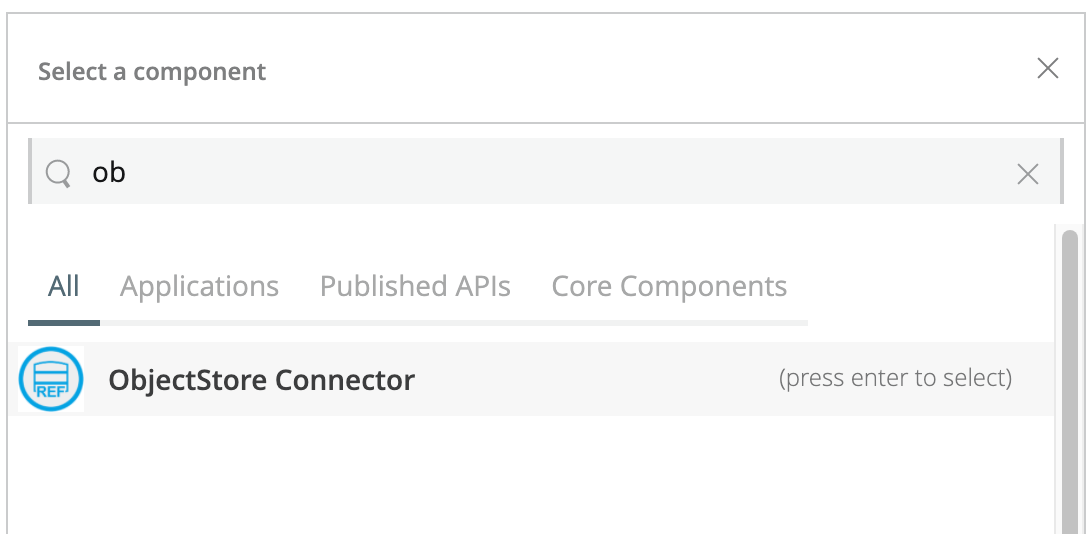 Select a component
ob
All Applications Published APIs Core Components
REF ObjectStore Connector (press enter to select)